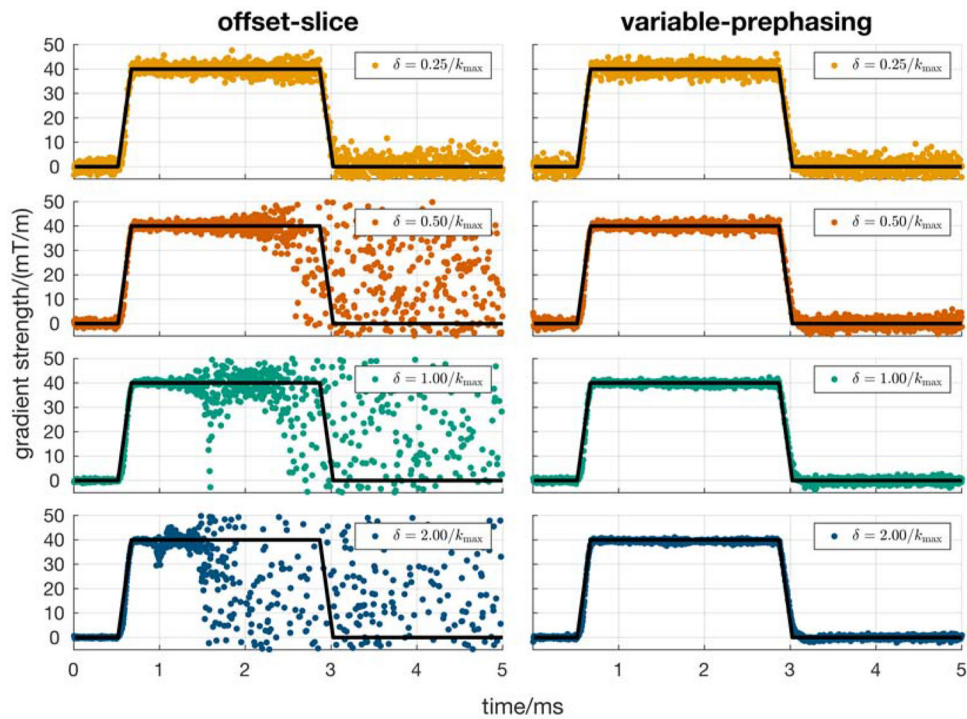 offset-slice
variable-prephasing
gradient strength/(mT/m)
50
40
30
20
10
0
δ = 0.25/kmax
δ = 0.25/kmax
50
40
30
20
10
0
δ = 0.50/kmax
δ = 0.50/kmax
50
40
30
20
10
0
δ = 1.00/kmax
δ = 1.00/kmax
50
40
30
20
10
0
δ = 2.00/kmax
δ = 2.00/kmax
0 1 2 3 4 5
1 2 3 4 5
time/ms